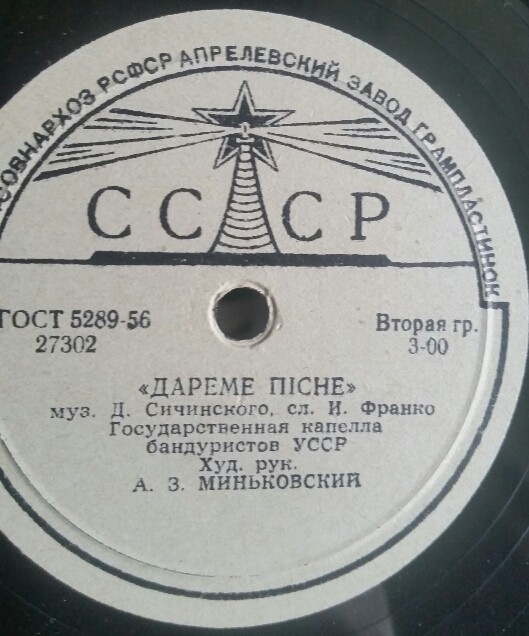 СОВНАРХОЗ РСФСР АПРЕЛЕВСКИЙ ЗАВОД ГРАМПЛАСТИНОК
СССР
ГОСТ 5289-56
27302
Вторая гр.
3-00
«ДАРЕМЕ ПІСНЕ»
муз. Д. Сичинского, сл. И. Франко
Государственная капелла
бандуристов УССР
Худ. рук.
А. З. МИНЬКОВСКИЙ